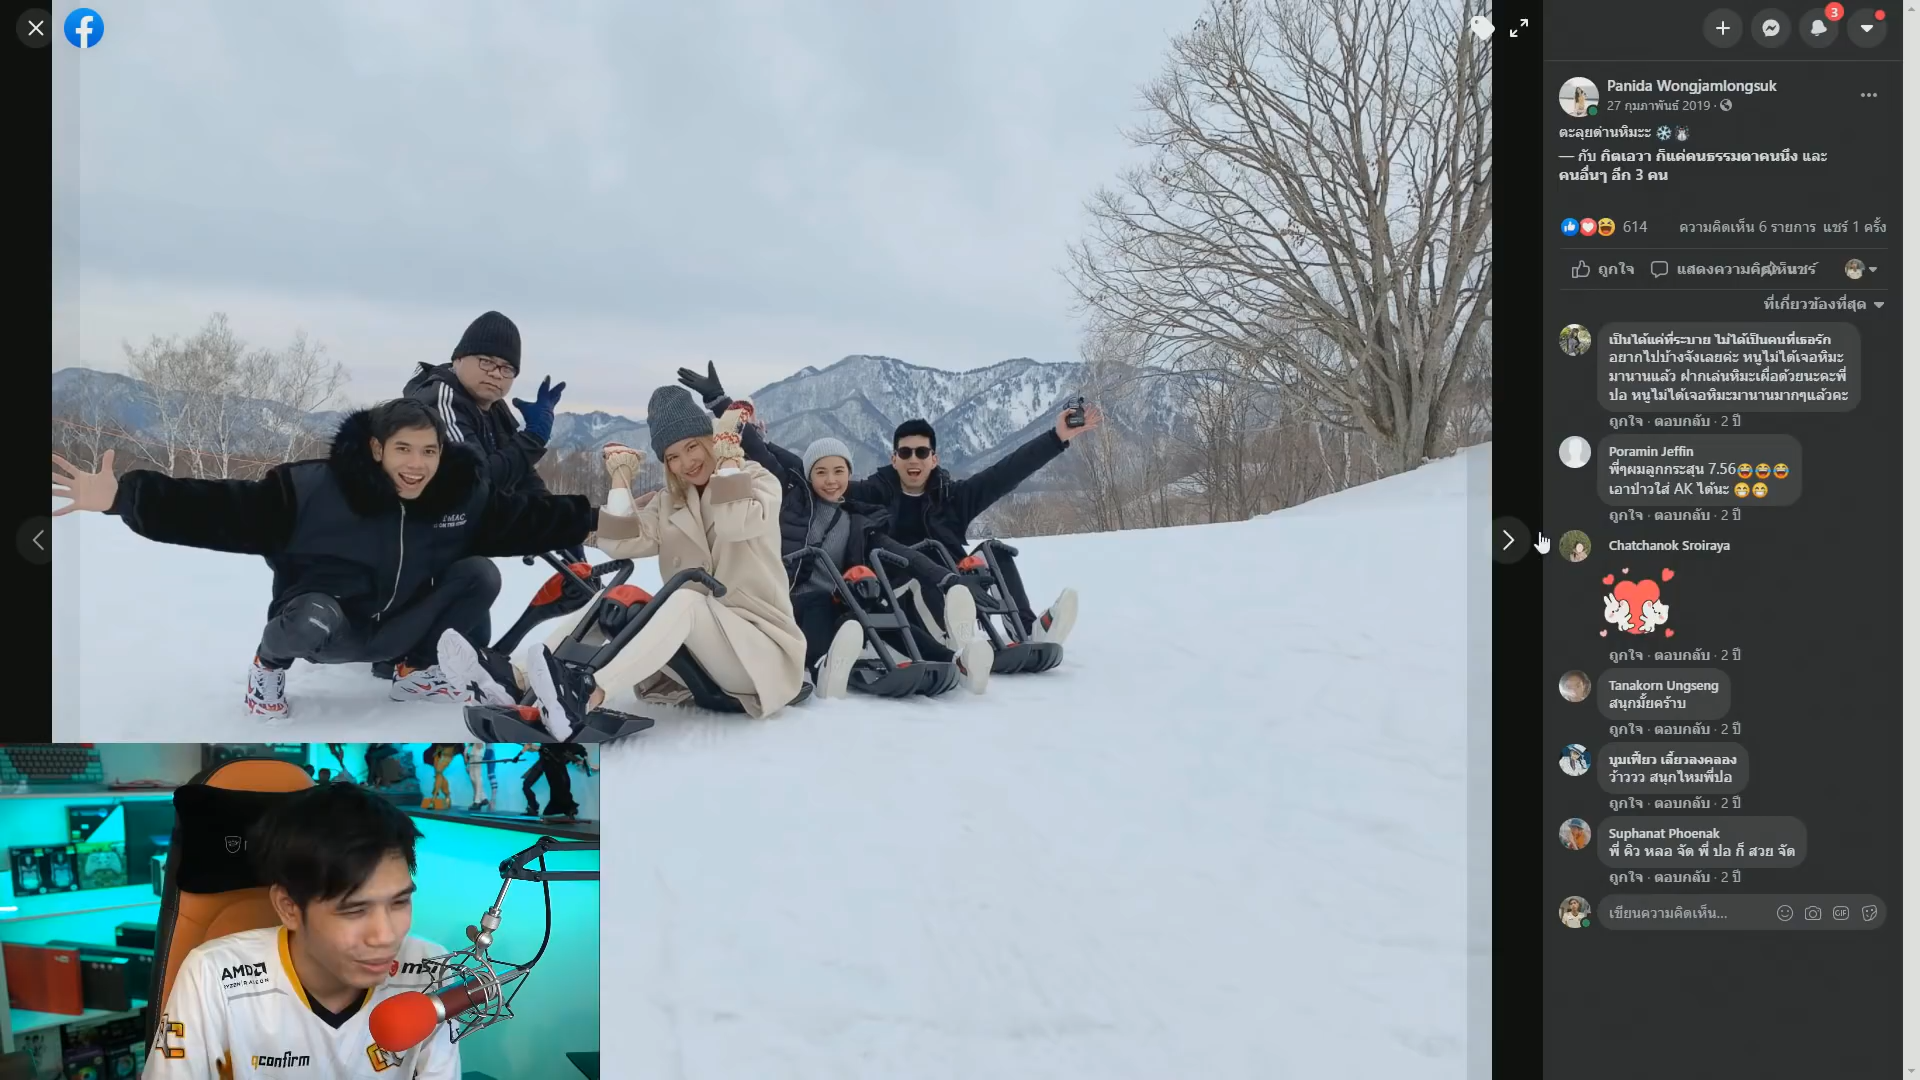 3
Panida Wongjamlongsuk
27 กุมภาพันธ์ 2019 ·
ตะลุยด่านหิมะะ
— กับ กิตเอวา ก็แค่คนธรรมดาคนนึง และ
คนอื่นๆ อีก 3 คน
614
ความคิดเห็น 6 รายการ แชร์ 1 ครั้ง
ถูกใจ
แสดงความคิดเห็น
แชร์
ที่เกี่ยวข้องที่สุด
เป็นได้แค่ที่ระบาย ไม่ได้เป็นคนที่เธอรัก
อยากไปบ้างจังเลยค่ะ หนูไม่ได้เจอหิมะ
มานานแล้ว ฝากเล่นหิมะเผื่อด้วยนะคะพี่
ปอ หนูไม่ได้เจอหิมะมานานมากๆแล้วคะ
ถูกใจ · ตอบกลับ · 2 ปี
Poramin Jeffin
พี่ๆผมลูกกระสุน 7.56😂😂😂
เอาป่าวใส่ AK ได้นะ 😁😁
ถูกใจ · ตอบกลับ · 2 ปี
Chatchanok Sroiraya
ถูกใจ · ตอบกลับ · 2 ปี
Tanakorn Ungseng
สนุกมั้ยคร้าบ
ถูกใจ · ตอบกลับ · 2 ปี
บูมเฟี้ยว เลี้ยวลงคลอง
ว้าววว สนุกไหมพี่ปอ
ถูกใจ · ตอบกลับ · 2 ปี
Suphanat Phoenak
พี่ คิว หลอ จัด พี่ ปอ ก็ สวย จัด
ถูกใจ · ตอบกลับ · 2 ปี
เขียนความคิดเห็น...
GIF
AMD
RYZEN RADEON
msi
qconfirm